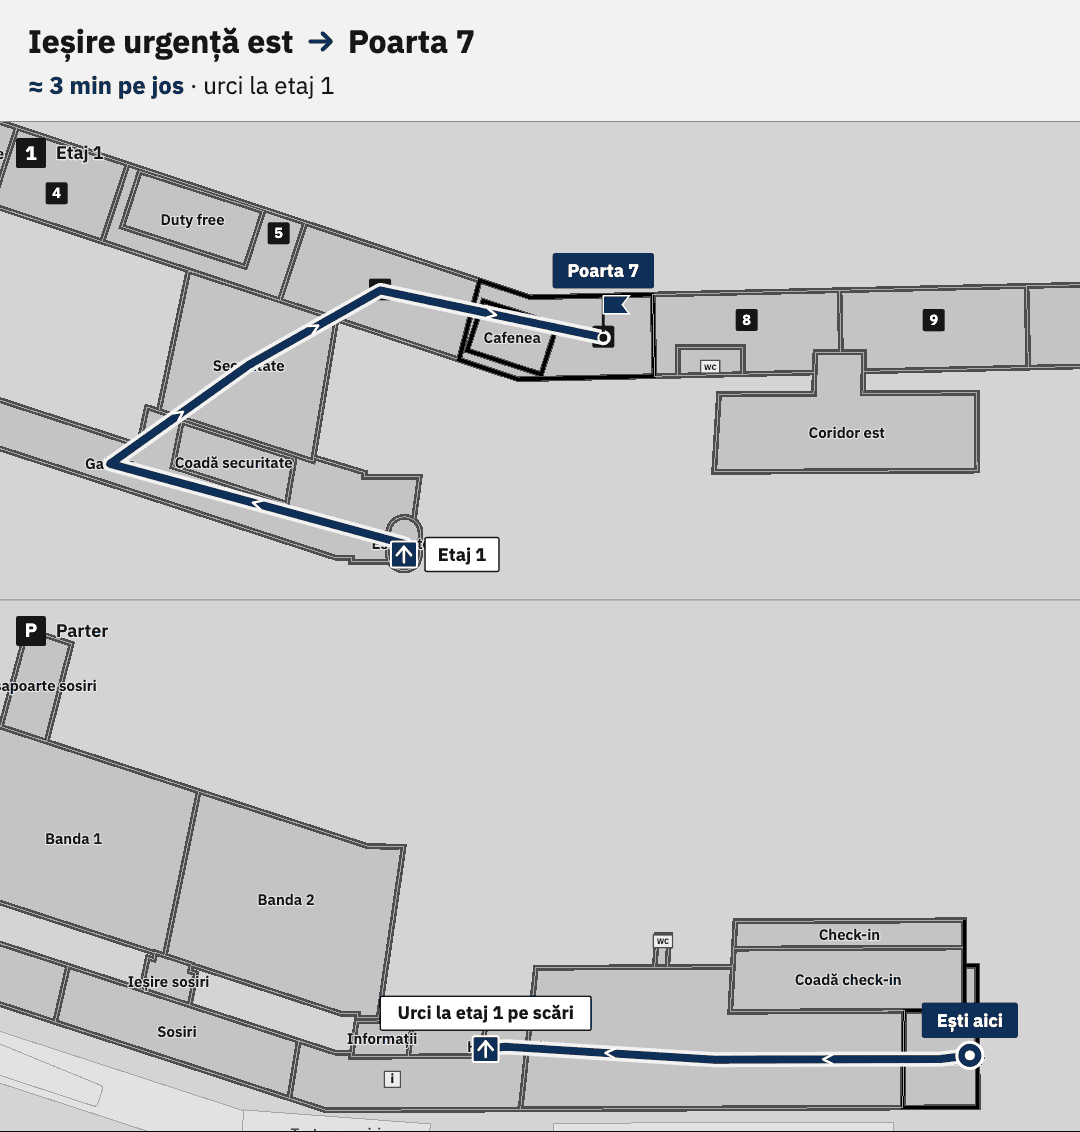 Ieșire urgență est → Poarta 7
≈ 3 min pe jos · urci la etaj 1
1 Etaj 1
4
Duty free
5
Poarta 7
Cafenea
8
9
WC
Coridor est
Coadă securitate
Etaj 1
P Parter
sapoarte sosiri
Banda 1
Banda 2
Ieșire sosiri
Sosiri
Informații
Urci la etaj 1 pe scări
i
WC
Check-in
Coadă check-in
Ești aici